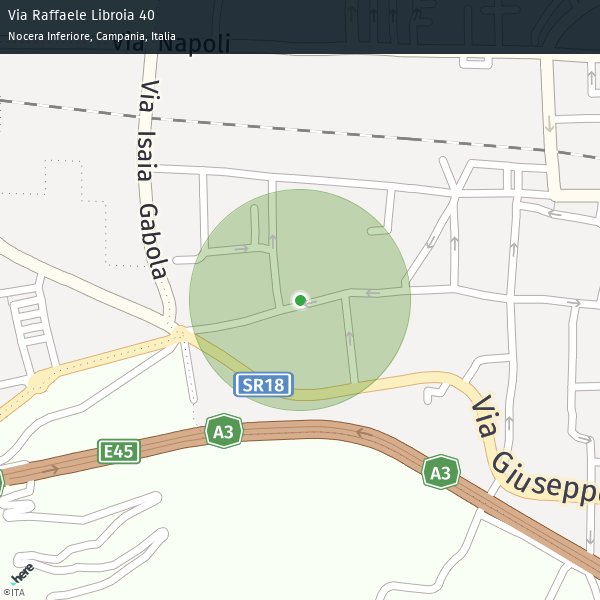 Via Raffaele Libroia 40
Nocera Inferiore, Campania, Italia
Via Napoli
Via Isaia Gabola
SR18
A3
E45
A3
Via Giuseppe
here
©ITA